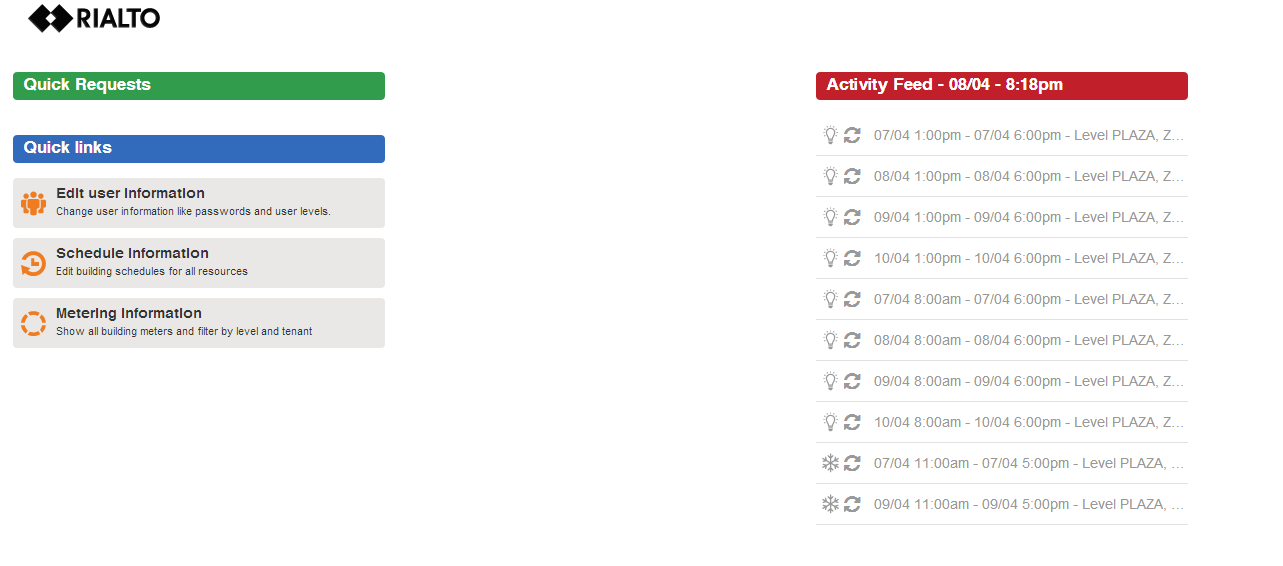 RIALTO
Quick Requests
Quick links
Edit user information
Change user information like passwords and user levels.
Schedule information
Edit building schedules for all resources
Metering information
Show all building meters and filter by level and tenant
Activity Feed - 08/04 - 8:18pm
07/04 1:00pm - 07/04 6:00pm - Level PLAZA, Z...
08/04 1:00pm - 08/04 6:00pm - Level PLAZA, Z...
09/04 1:00pm - 09/04 6:00pm - Level PLAZA, Z...
10/04 1:00pm - 10/04 6:00pm - Level PLAZA, Z...
07/04 8:00am - 07/04 6:00pm - Level PLAZA, Z...
08/04 8:00am - 08/04 6:00pm - Level PLAZA, Z...
09/04 8:00am - 09/04 6:00pm - Level PLAZA, Z...
10/04 8:00am - 10/04 6:00pm - Level PLAZA, Z...
07/04 11:00am - 07/04 5:00pm - Level PLAZA, ...
09/04 11:00am - 09/04 5:00pm - Level PLAZA, ...